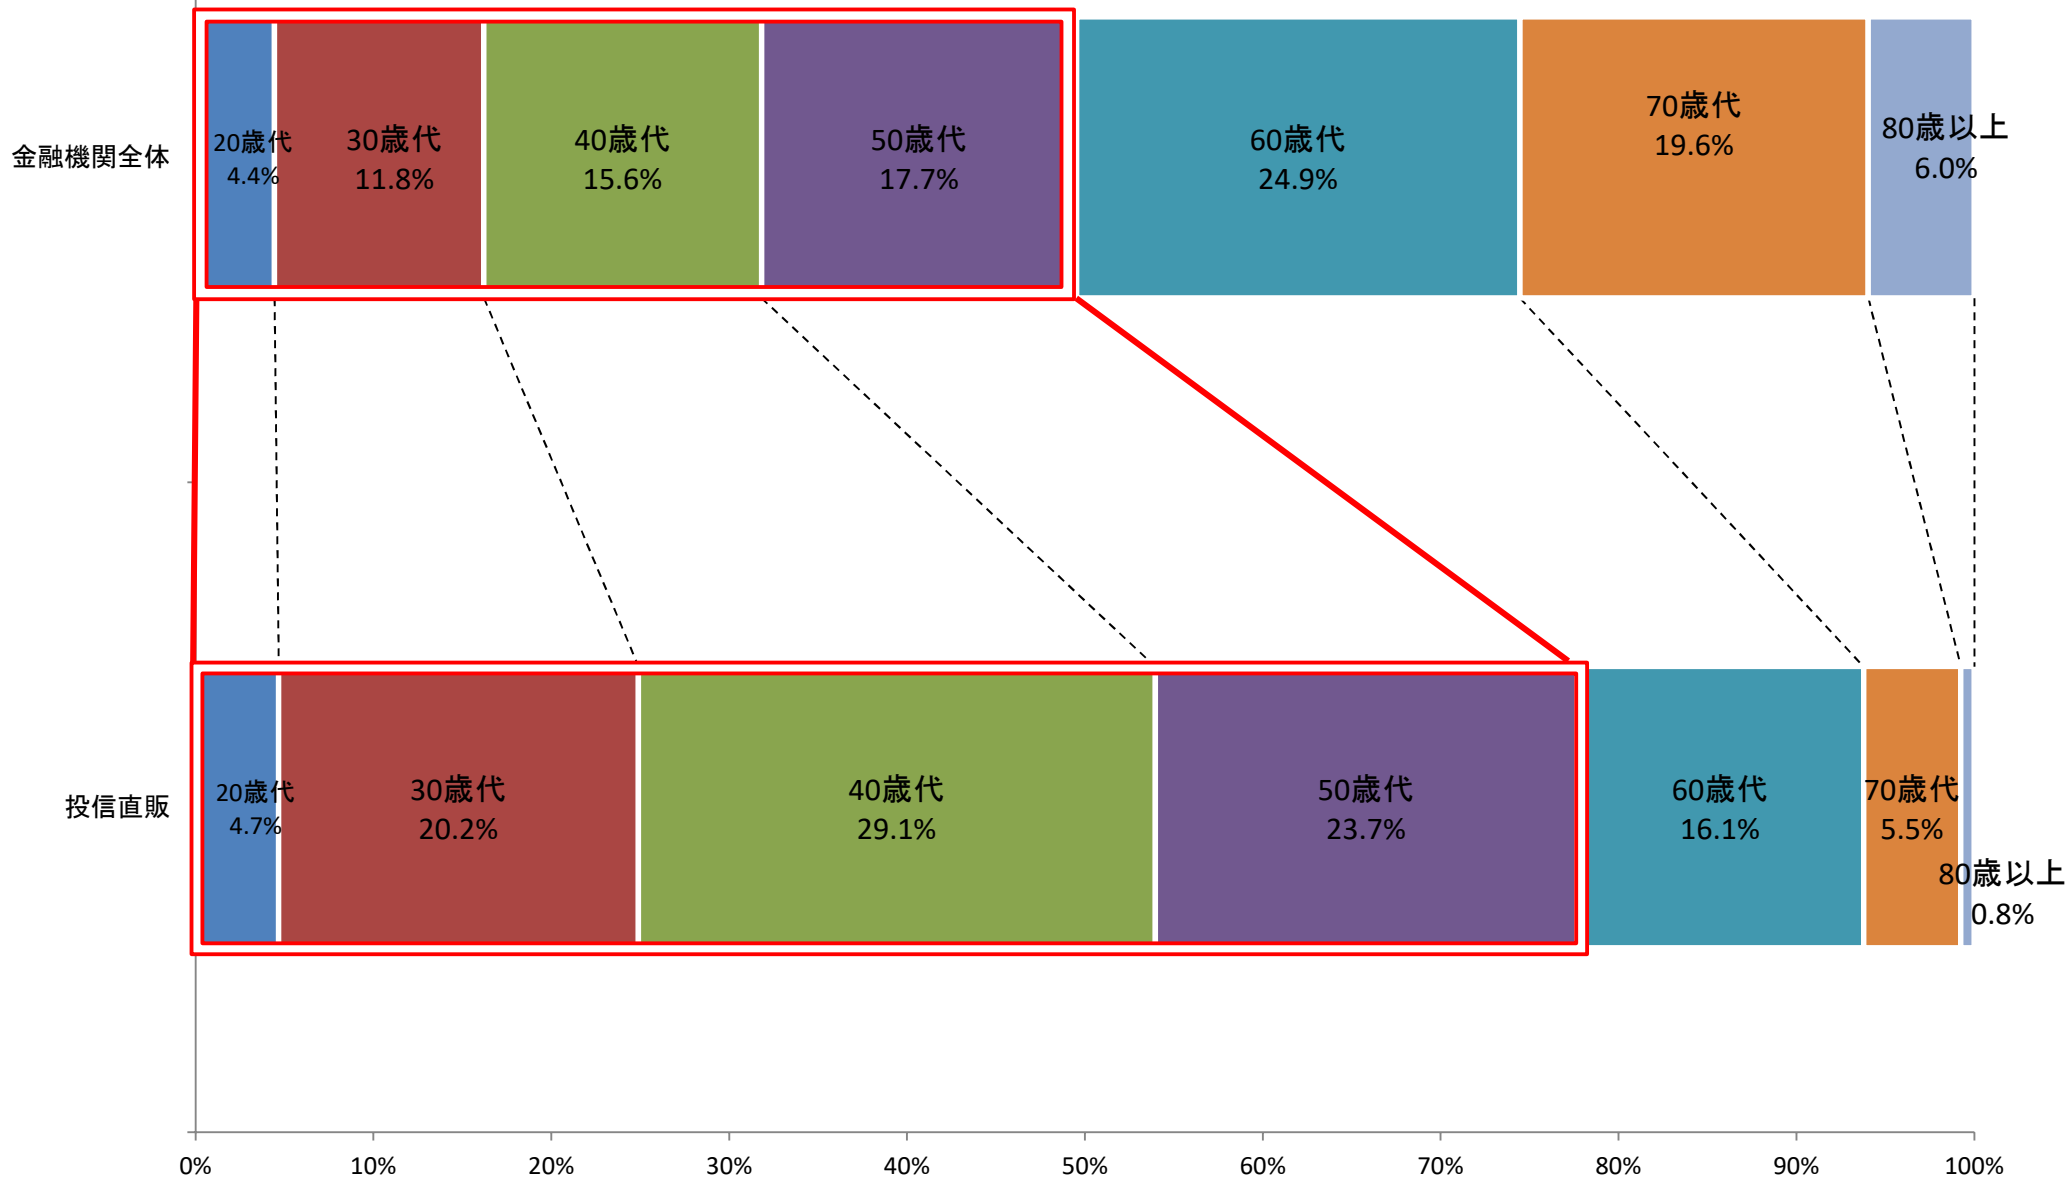 金融機関全体
20歳代
4.4%
30歳代
11.8%
40歳代
15.6%
50歳代
17.7%
60歳代
24.9%
70歳代
19.6%
80歳以上
6.0%
投信直販
20歳代
4.7%
30歳代
20.2%
40歳代
29.1%
50歳代
23.7%
60歳代
16.1%
70歳代
5.5%
80歳以上
0.8%
0% 10% 20% 30% 40% 50% 60% 70% 80% 90% 100%